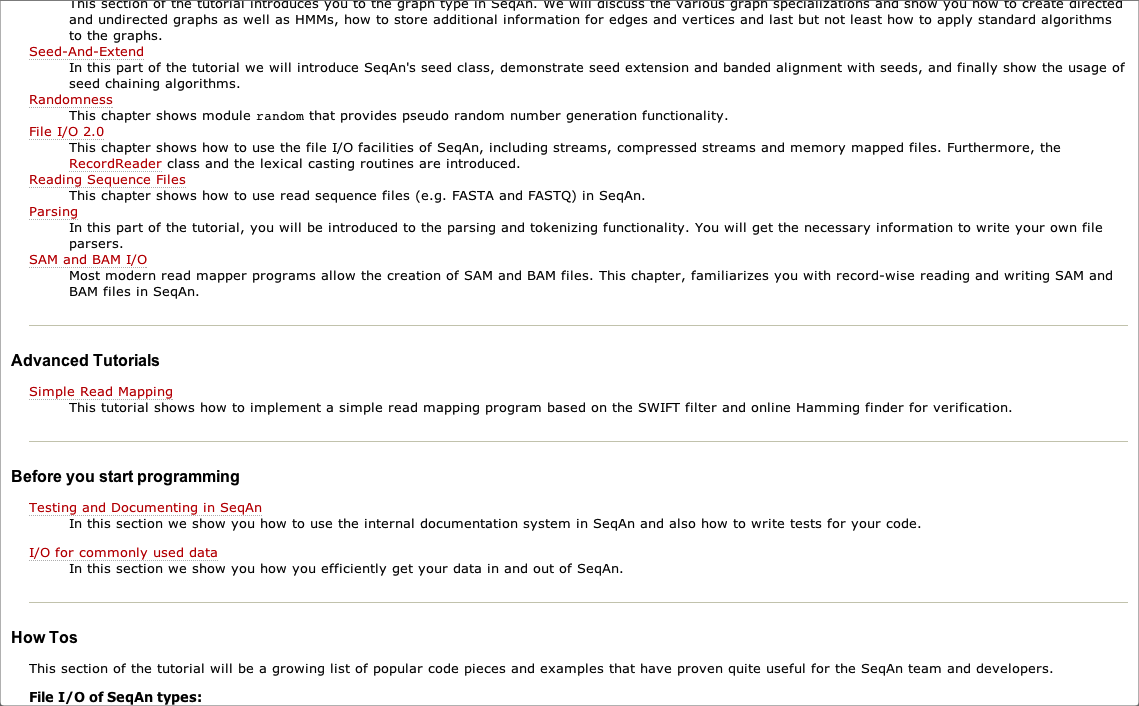 This section of the tutorial introduces you to the graph type in SeqAn. We will discuss the various graph specializations and show you how to create directed
and undirected graphs as well as HMMs, how to store additional information for edges and vertices and last but not least how to apply standard algorithms
to the graphs.
Seed-And-Extend
In this part of the tutorial we will introduce SeqAn's seed class, demonstrate seed extension and banded alignment with seeds, and finally show the usage of
seed chaining algorithms.
Randomness
This chapter shows module random that provides pseudo random number generation functionality.
File I/O 2.0
This chapter shows how to use the file I/O facilities of SeqAn, including streams, compressed streams and memory mapped files. Furthermore, the
RecordReader class and the lexical casting routines are introduced.
Reading Sequence Files
This chapter shows how to use read sequence files (e.g. FASTA and FASTQ) in SeqAn.
Parsing
In this part of the tutorial, you will be introduced to the parsing and tokenizing functionality. You will get the necessary information to write your own file
parsers.
SAM and BAM I/O
Most modern read mapper programs allow the creation of SAM and BAM files. This chapter, familiarizes you with record-wise reading and writing SAM and
BAM files in SeqAn.
Advanced Tutorials
Simple Read Mapping
This tutorial shows how to implement a simple read mapping program based on the SWIFT filter and online Hamming finder for verification.
Before you start programming
Testing and Documenting in SeqAn
In this section we show you how to use the internal documentation system in SeqAn and also how to write tests for your code.
I/O for commonly used data
In this section we show you how you efficiently get your data in and out of SeqAn.
How Tos
This section of the tutorial will be a growing list of popular code pieces and examples that have proven quite useful for the SeqAn team and developers.
File I/O of SeqAn types: